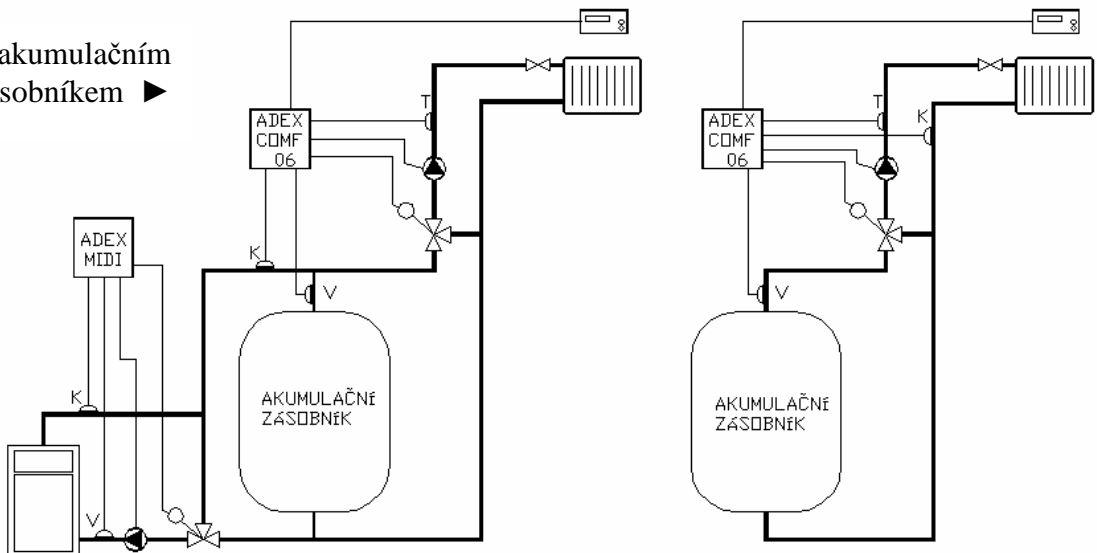 akumulačním
sobníkem ►
T
ADEX
COMF
06
K
ADEX
MIDI
V
AKUMULAČNÍ
ZÁSOBNÍK
K
V
T
K
ADEX
COMF
06
V
AKUMULAČNÍ
ZÁSOBNÍK